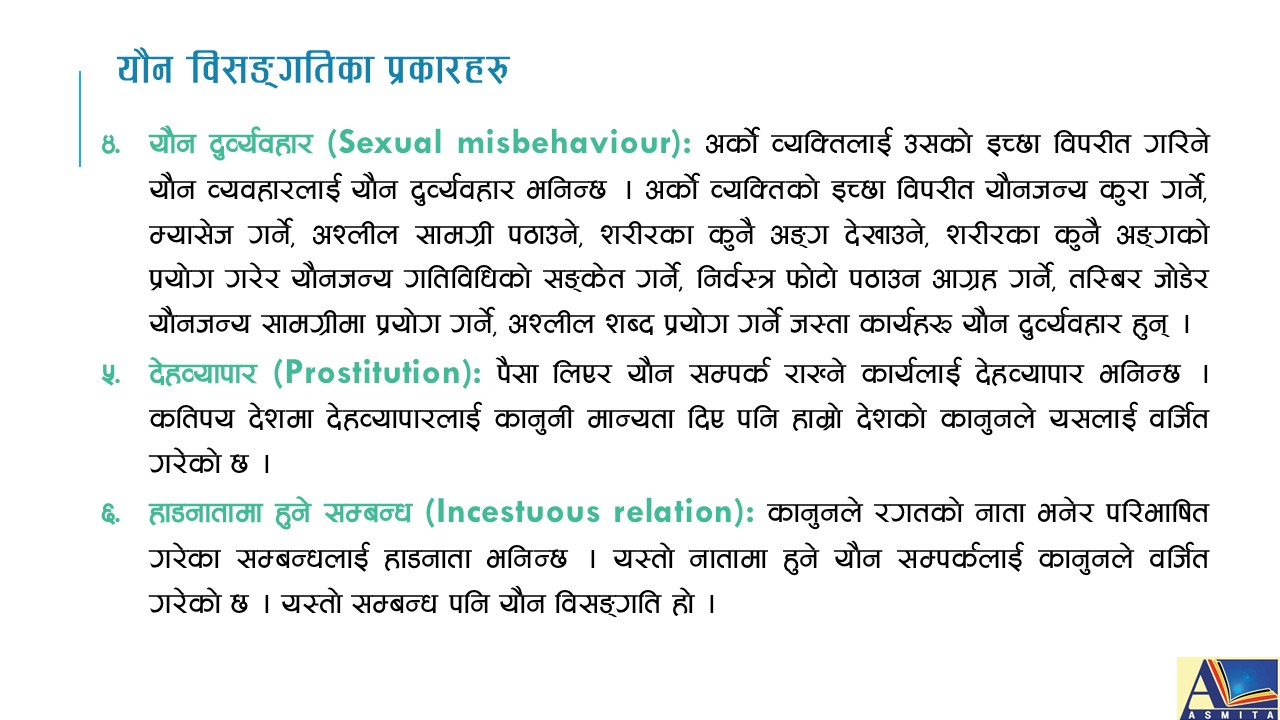 यौन विसङ्गतिका प्रकारहरु
४. यौन दुर्व्यवहार (Sexual misbehaviour): अर्को व्यक्तिलाई उसको इच्छा विपरीत गरिने
यौन व्यवहारलाई यौन दुर्व्यवहार भनिन्छ । अर्को व्यक्तिको इच्छा विपरीत यौनजन्य कुरा गर्ने,
म्यासेज गर्ने, अश्लील सामग्री पठाउने, शरीरका कुनै अङ्ग देखाउने, शरीरका कुनै अङ्गको
प्रयोग गरेर यौनजन्य गतिविधिको सङ्केत गर्ने, निर्वस्त्र फोटो पठाउन आग्रह गर्ने, तस्बिर जोडेर
यौनजन्य सामग्रीमा प्रयोग गर्ने, अश्लील शब्द प्रयोग गर्ने जस्ता कार्यहरू यौन दुर्व्यवहार हुन् ।
५. देहव्यापार (Prostitution): पैसा लिएर यौन सम्पर्क राख्ने कार्यलाई देहव्यापार भनिन्छ ।
कतिपय देशमा देहव्यापारलाई कानुनी मान्यता दिए पनि हाम्रो देशको कानुनले यसलाई वर्जित
गरेको छ ।
६. हाडनातामा हुने सम्बन्ध (Incestuous relation): कानुनले रगतको नाता भनेर परिभाषित
गरेका सम्बन्धलाई हाडनाता भनिन्छ । यस्तो नातामा हुने यौन सम्पर्कलाई कानुनले वर्जित
गरेको छ । यस्तो सम्बन्ध पनि यौन विसङ्गति हो ।
ASMITA